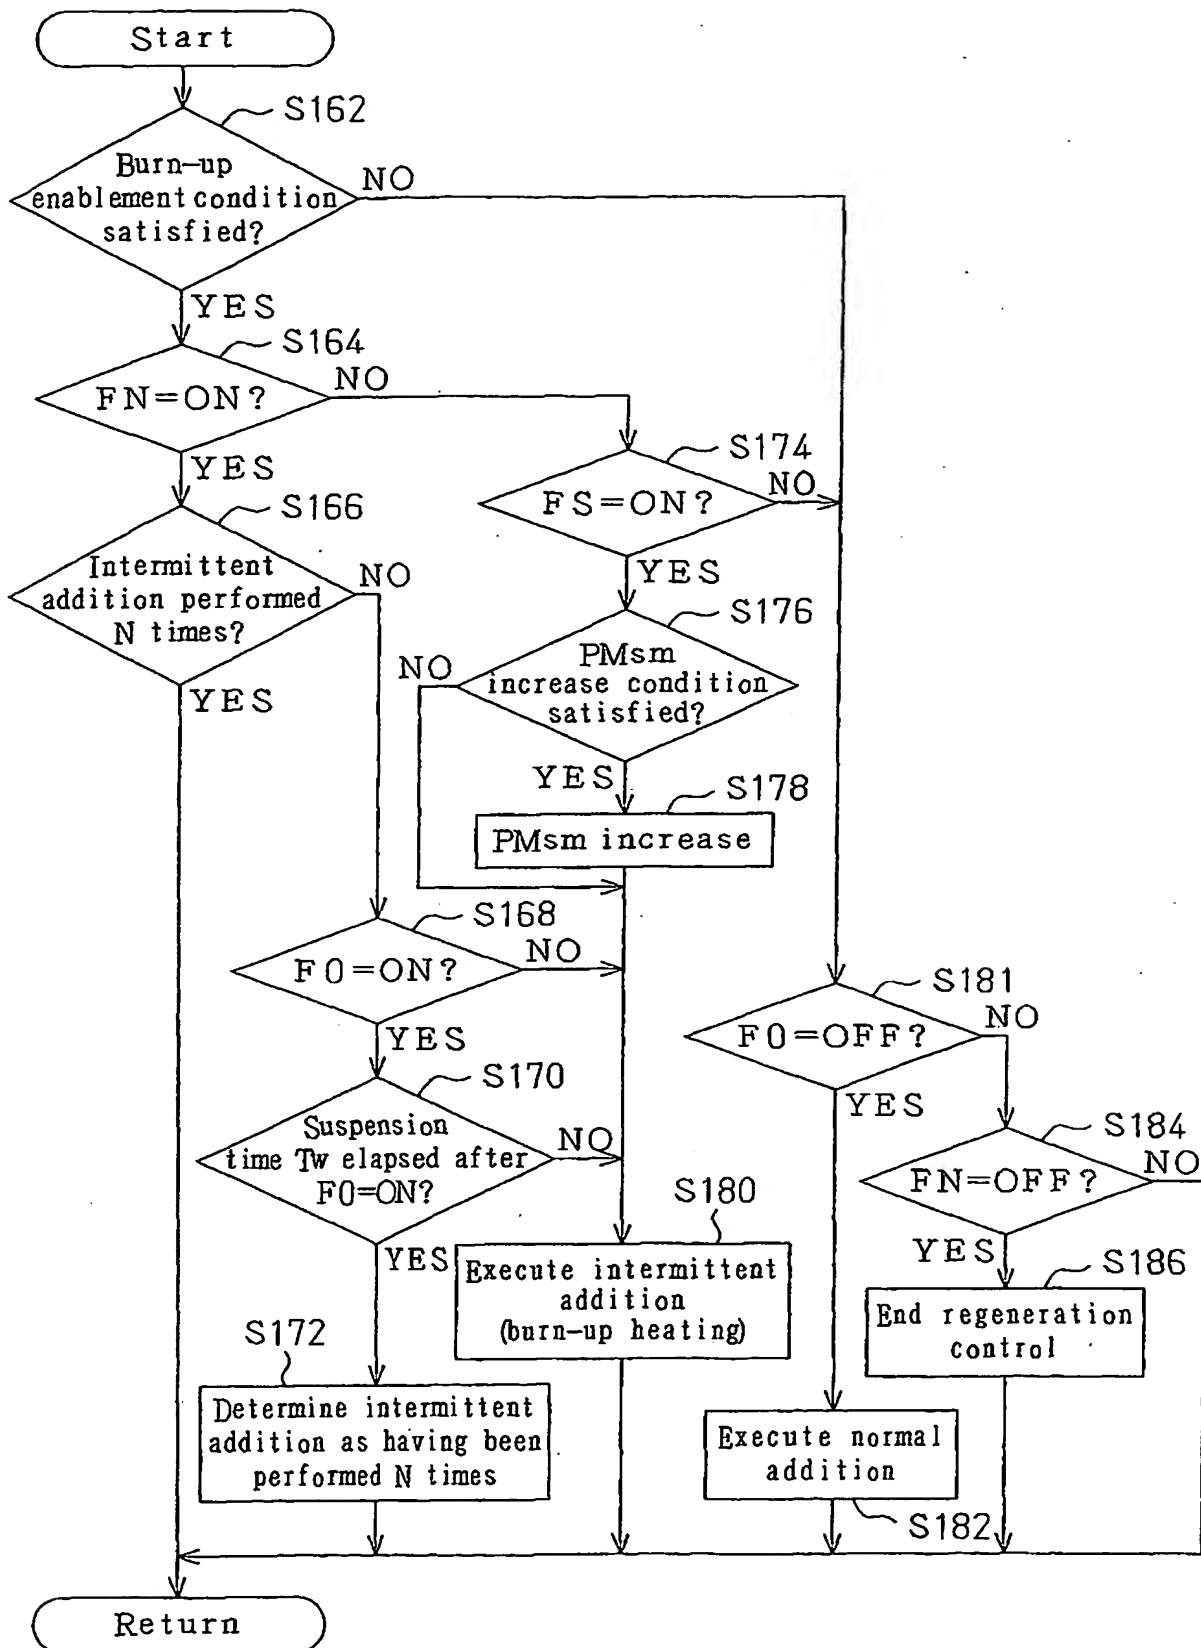 Start
S162
Burn-up
enablement condition
satisfied?
NO
YES
S164
FN=ON?
NO
YES
S174
FS=ON?
NO
YES
S166
Intermittent
addition performed
N times?
NO
YES
S176
PMsm
increase condition
satisfied?
NO
YES
S178
PMsm increase
S168
F0=ON?
NO
YES
S181
F0=OFF?
NO
YES
S170
Suspension
time Tw elapsed after
F0=ON?
NO
YES
S184
FN=OFF?
NO
YES
S180
Execute intermittent
addition
(burn-up heating)
S186
End regeneration
control
S172
Determine intermittent
addition as having been
performed N times
Execute normal
addition
S182
Return